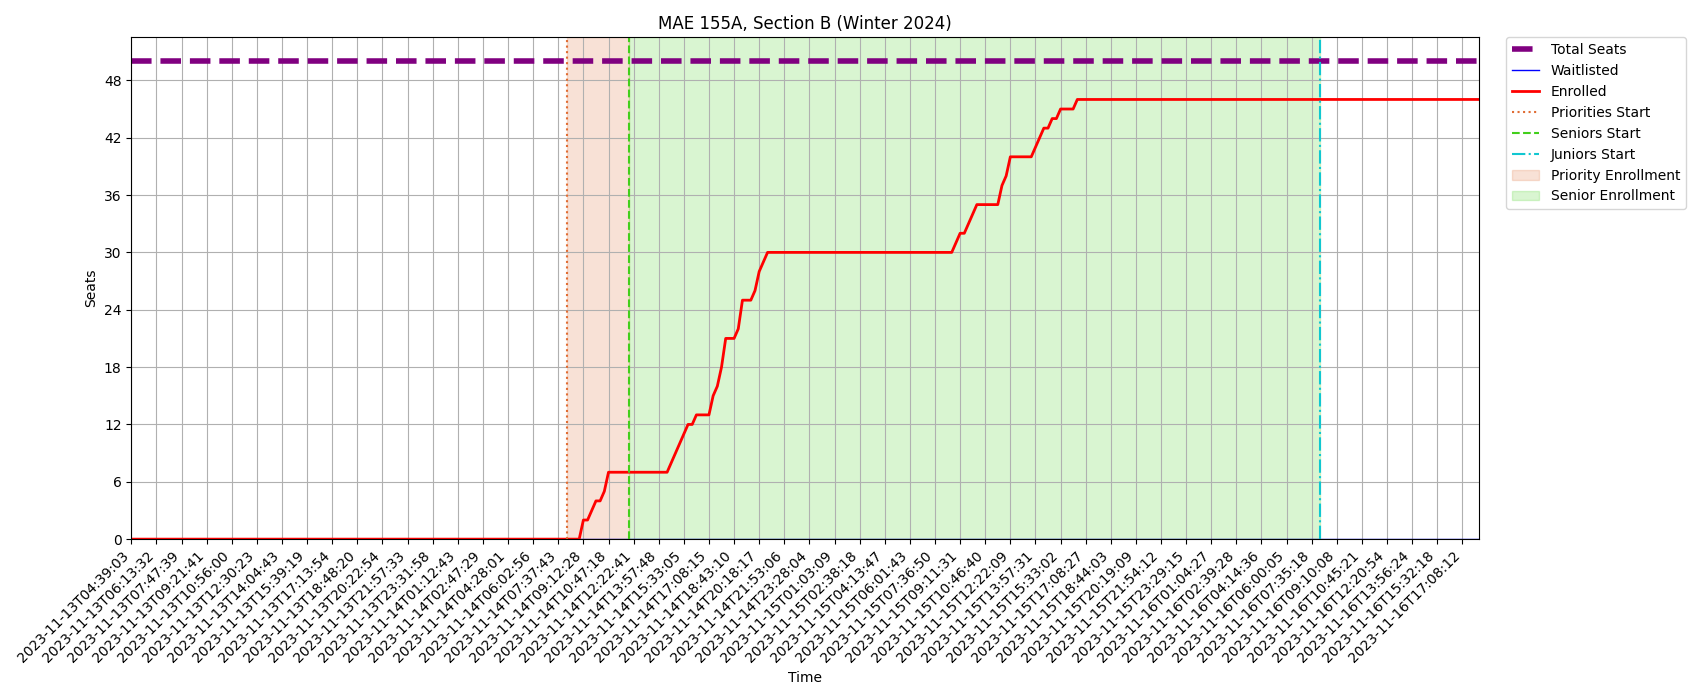 MAE 155A, Section B (Winter 2024)
Total Seats
Waitlisted
Enrolled
Priorities Start
Seniors Start
Juniors Start
Priority Enrollment
Senior Enrollment
Seats
48
42
36
30
24
18
12
6
0
2023-11-13T04:39:03
2023-11-13T06:13:32
2023-11-13T07:47:39
2023-11-13T09:21:41
2023-11-13T10:56:00
2023-11-13T12:30:23
2023-11-13T14:04:43
2023-11-13T15:39:19
2023-11-13T17:13:54
2023-11-13T18:48:20
2023-11-13T20:22:54
2023-11-13T21:57:33
2023-11-13T23:31:58
2023-11-14T01:12:43
2023-11-14T02:47:29
2023-11-14T04:28:01
2023-11-14T06:02:56
2023-11-14T07:37:43
2023-11-14T09:12:28
2023-11-14T10:47:18
2023-11-14T12:22:41
2023-11-14T13:57:48
2023-11-14T15:33:05
2023-11-14T17:08:15
2023-11-14T18:43:10
2023-11-14T20:18:17
2023-11-14T21:53:06
2023-11-14T23:28:04
2023-11-15T01:03:09
2023-11-15T02:38:18
2023-11-15T04:13:47
2023-11-15T06:01:43
2023-11-15T07:36:50
2023-11-15T09:11:31
2023-11-15T10:46:40
2023-11-15T12:22:09
2023-11-15T13:57:31
2023-11-15T15:33:02
2023-11-15T17:08:27
2023-11-15T18:44:03
2023-11-15T20:19:09
2023-11-15T21:54:12
2023-11-15T23:29:15
2023-11-16T01:04:27
2023-11-16T02:39:28
2023-11-16T04:14:36
2023-11-16T06:00:05
2023-11-16T07:35:18
2023-11-16T09:10:08
2023-11-16T10:45:21
2023-11-16T12:20:54
2023-11-16T13:56:24
2023-11-16T15:32:18
2023-11-16T17:08:12
Time